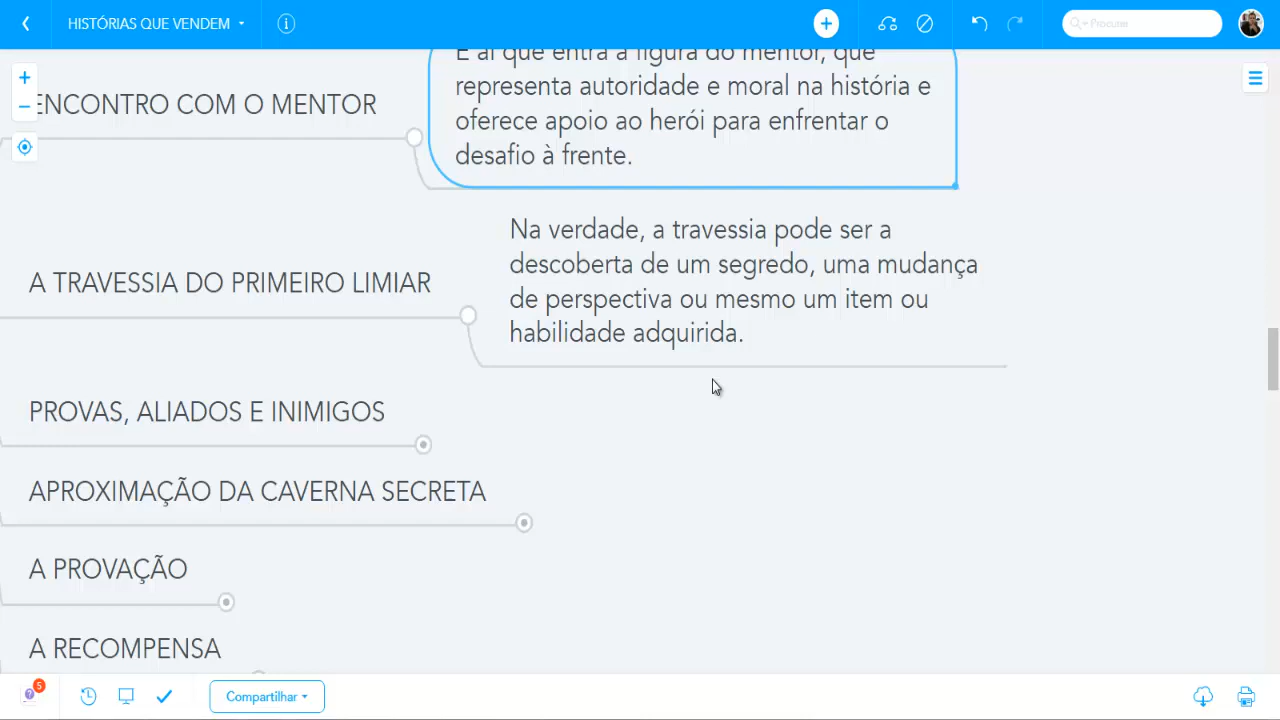 HISTÓRIAS QUE VENDEM
Procurar
E aí que entra a figura do mentor, que
representa autoridade e moral na história e
oferece apoio ao herói para enfrentar o
desafio à frente.
ENCONTRO COM O MENTOR
Na verdade, a travessia pode ser a
descoberta de um segredo, uma mudança
de perspectiva ou mesmo um item ou
habilidade adquirida.
A TRAVESSIA DO PRIMEIRO LIMIAR
PROVAS, ALIADOS E INIMIGOS
APROXIMAÇÃO DA CAVERNA SECRETA
A PROVAÇÃO
A RECOMPENSA
5
Compartilhar